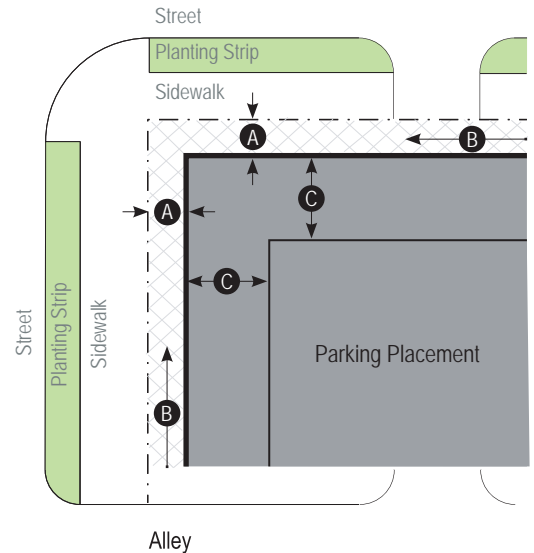 Street
Planting Strip
Sidewalk
A
B
C
A
C
Parking Placement
Street
Planting Strip
Sidewalk
B
Alley